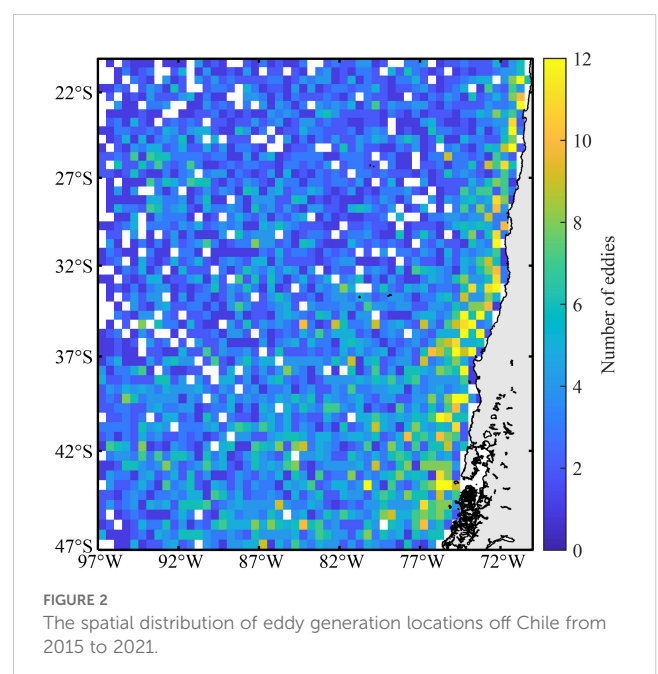 12
22°S
10
27°S
8
32°S
6
Number of eddies
37°S
4
42°S
2
47°S
0
97°W 92°W 87°W 82°W 77°W 72°W
FIGURE 2
The spatial distribution of eddy generation locations off Chile from
2015 to 2021.